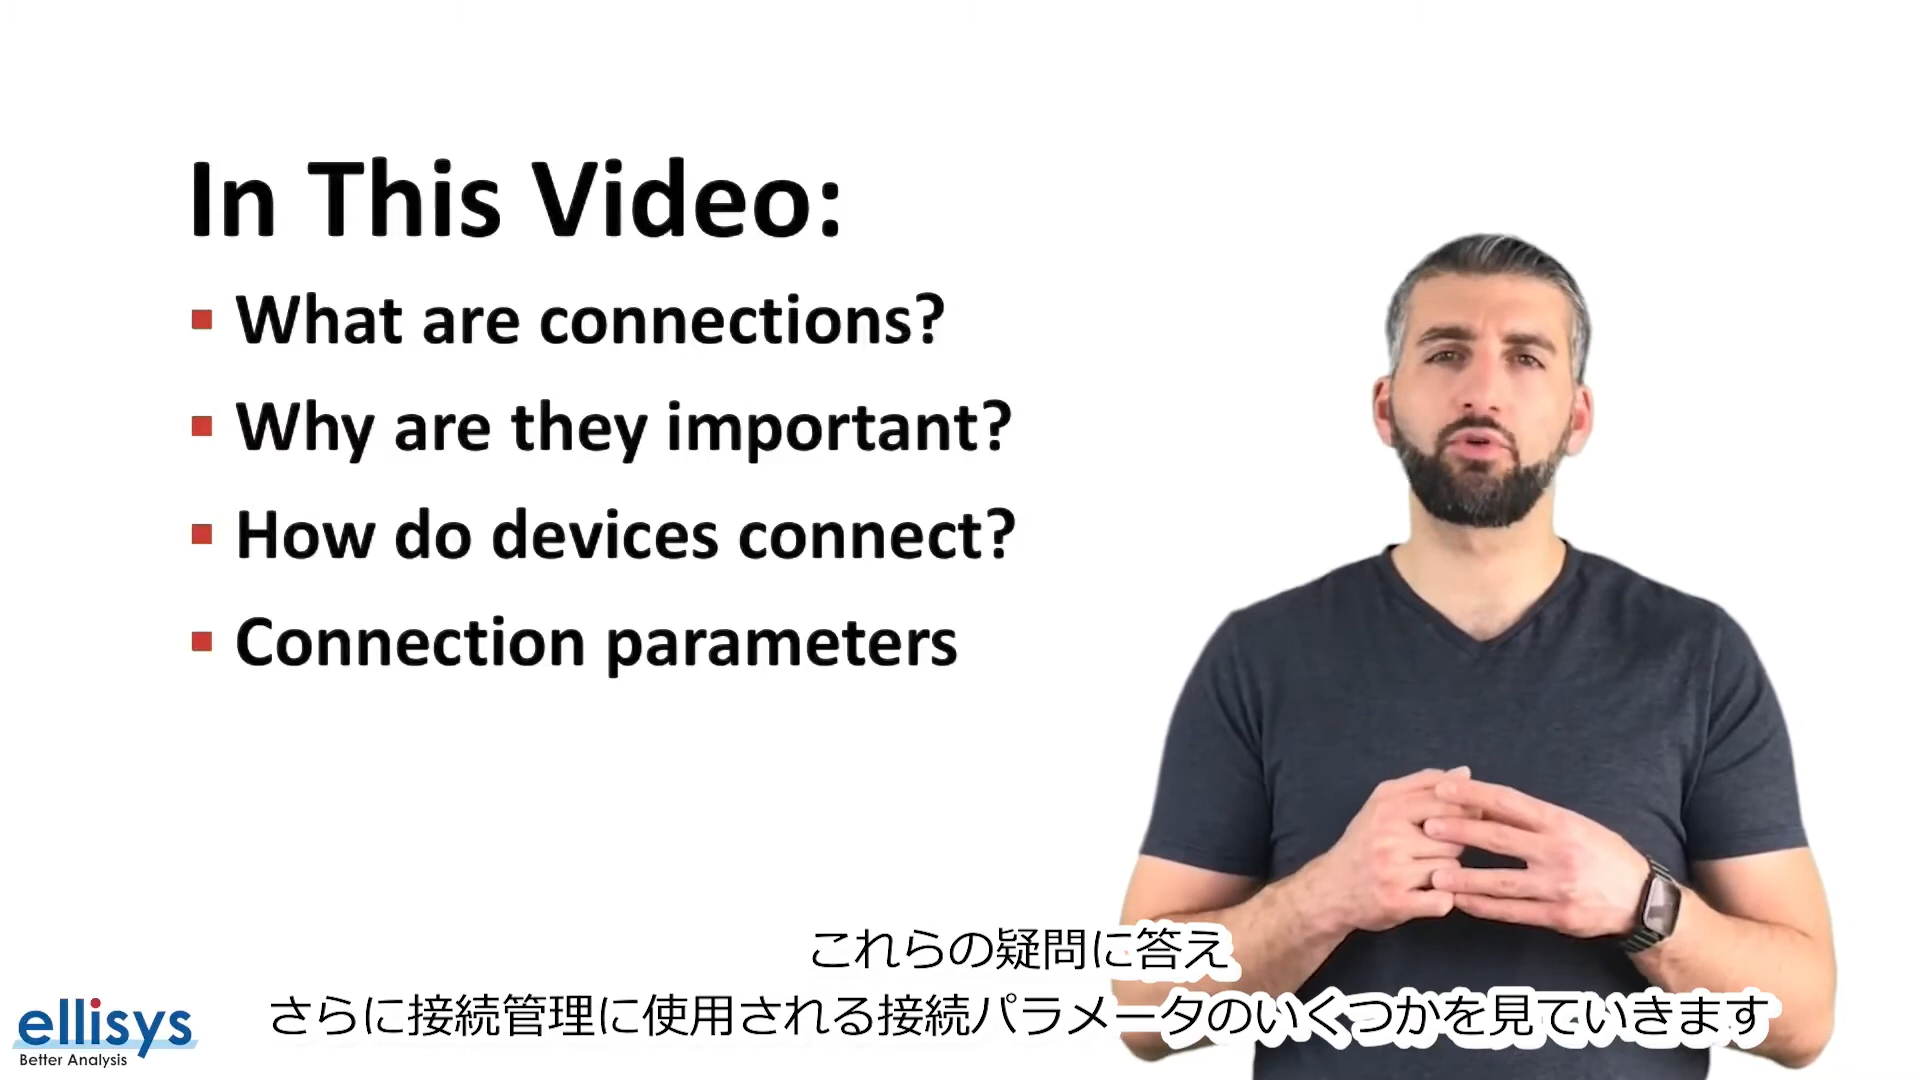 In This Video:
What are connections?
Why are they important?
How do devices connect?
Connection parameters
これらの疑問に答え
さらに接続管理に使用される接続パラメータのいくつかを見ていきます
ellisys
Better Analysis